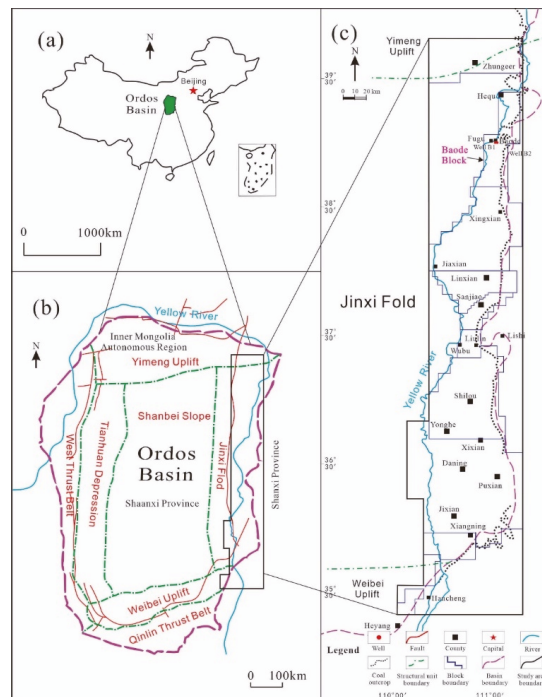 (a)
N
Beijing
Ordos
Basin
0 1000km
(b)
N
Yellow River
Inner Mongolia
Autonomous Region
Yimeng Uplift
Shanbei Slope
West Thrust Belt
Tianhuan Depression
Ordos
Basin
Shaanxi Province
Jinxi Flod
Shanxi Province
Weibei Uplift
Qinlin Thrust Belt
0 100km
(c)
Yimeng
Uplift
N
Zhungeer
39°
30′
0 10 20 km
Hequ
Fugu
Baode
Block
38°
30′
Xingxian
Jiaxian
Linxian
Sanjiao
Jinxi Fold
37°
30′
Liulin
Lishi
Wubu
Yellow River
Shilou
Yonghe
Xixian
36°
30′
Daning
Puxian
Jixian
Xiangning
35°
30′
Weibei
Uplift
Hancheng
Heyang
Legend
Well
Fault
County
Capital
River
Coal
outcrop
Structural unit
boundary
Block
boundary
Basin
boundary
110°00′
111°00′